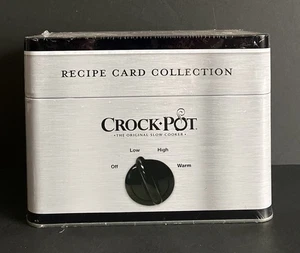 RECIPE CARD COLLECTION
CROCK·POT
• THE ORIGINAL SLOW COOKER •
Low High
Off Warm